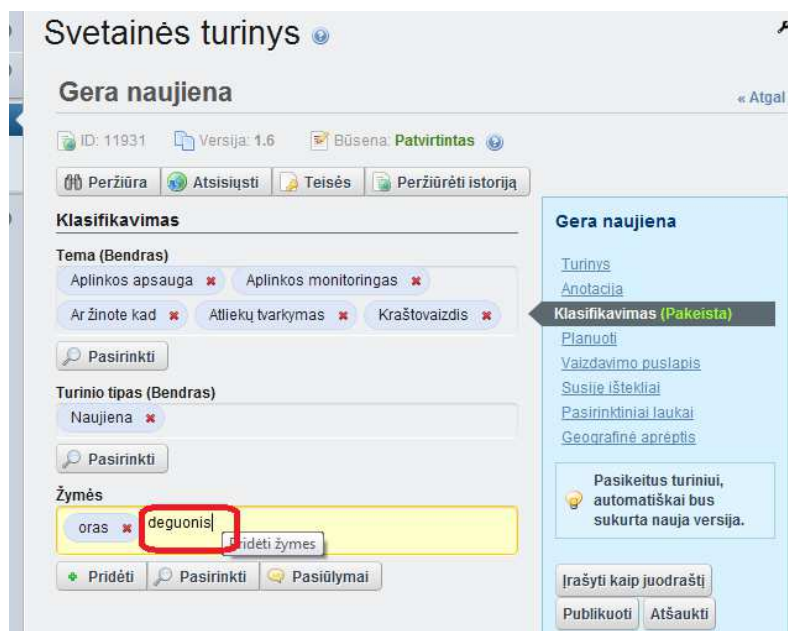 Svetainės turinys
Gera naujiena
« Atgal
ID: 11931 Versija: 1.6 Būsena: Patvirtintas
Peržiūra Atsisiųsti Teisės Peržiūrėti istoriją
Klasifikavimas
Tema (Bendras)
Aplinkos apsauga Aplinkos monitoringas
Ar žinote kad Atliekų tvarkymas Kraštovaizdis
Pasirinkti
Turinio tipas (Bendras)
Naujiena
Pasirinkti
Žymės
oras deguonis
Pridėti žymes
Pridėti Pasirinkti Pasiūlymai
Gera naujiena
Turinys
Anotacija
Klasifikavimas (Pakeista)
Planuoti
Vaizdavimo puslapis
Susiję ištekliai
Pasirinktiniai laukai
Geografinė aprėptis
Pasikeitus turiniui,
automatiškai bus
sukurta nauja versija.
Įrašyti kaip juodraštį
Publikuoti Atšaukti